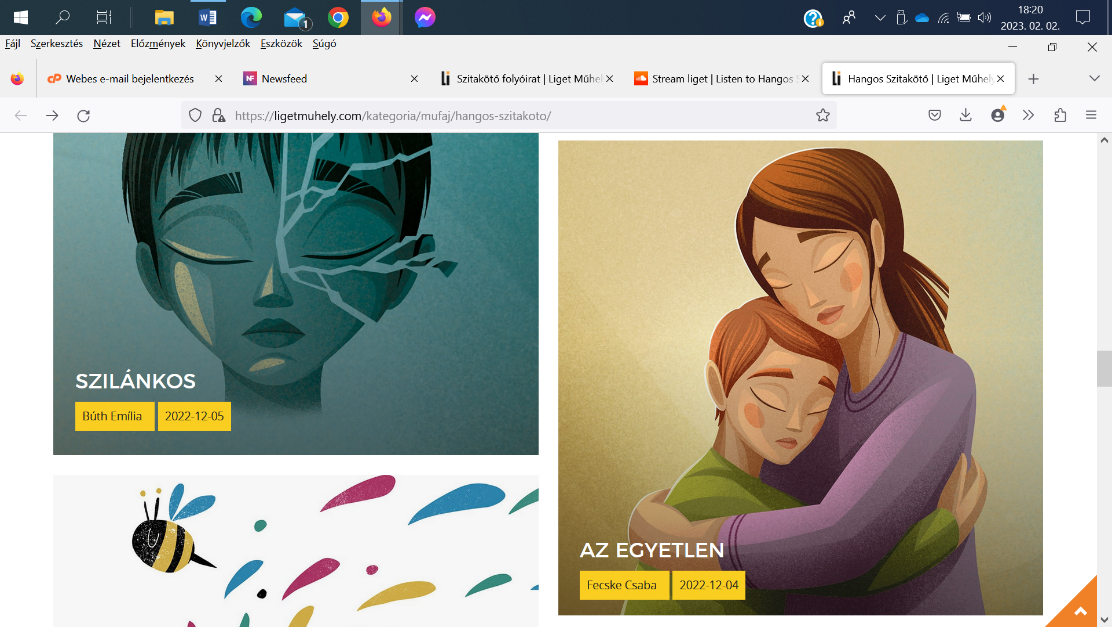 1
18:20
2023. 02. 02.
Fájl Szerkesztés Nézet Előzmények Könyvjelzők Eszközök Súgó
Webes e-mail bejelentkezés
Newsfeed
Szitakötő folyóirat | Liget Műhel
Stream liget | Listen to Hangos
Hangos Szitakötő | Liget Műhely
https://ligetmuhely.com/kategoria/mufaj/hangos-szitakoto/
SZILÁNKOS
Búth Emília 2022-12-05
AZ EGYETLEN
Fecske Csaba 2022-12-04